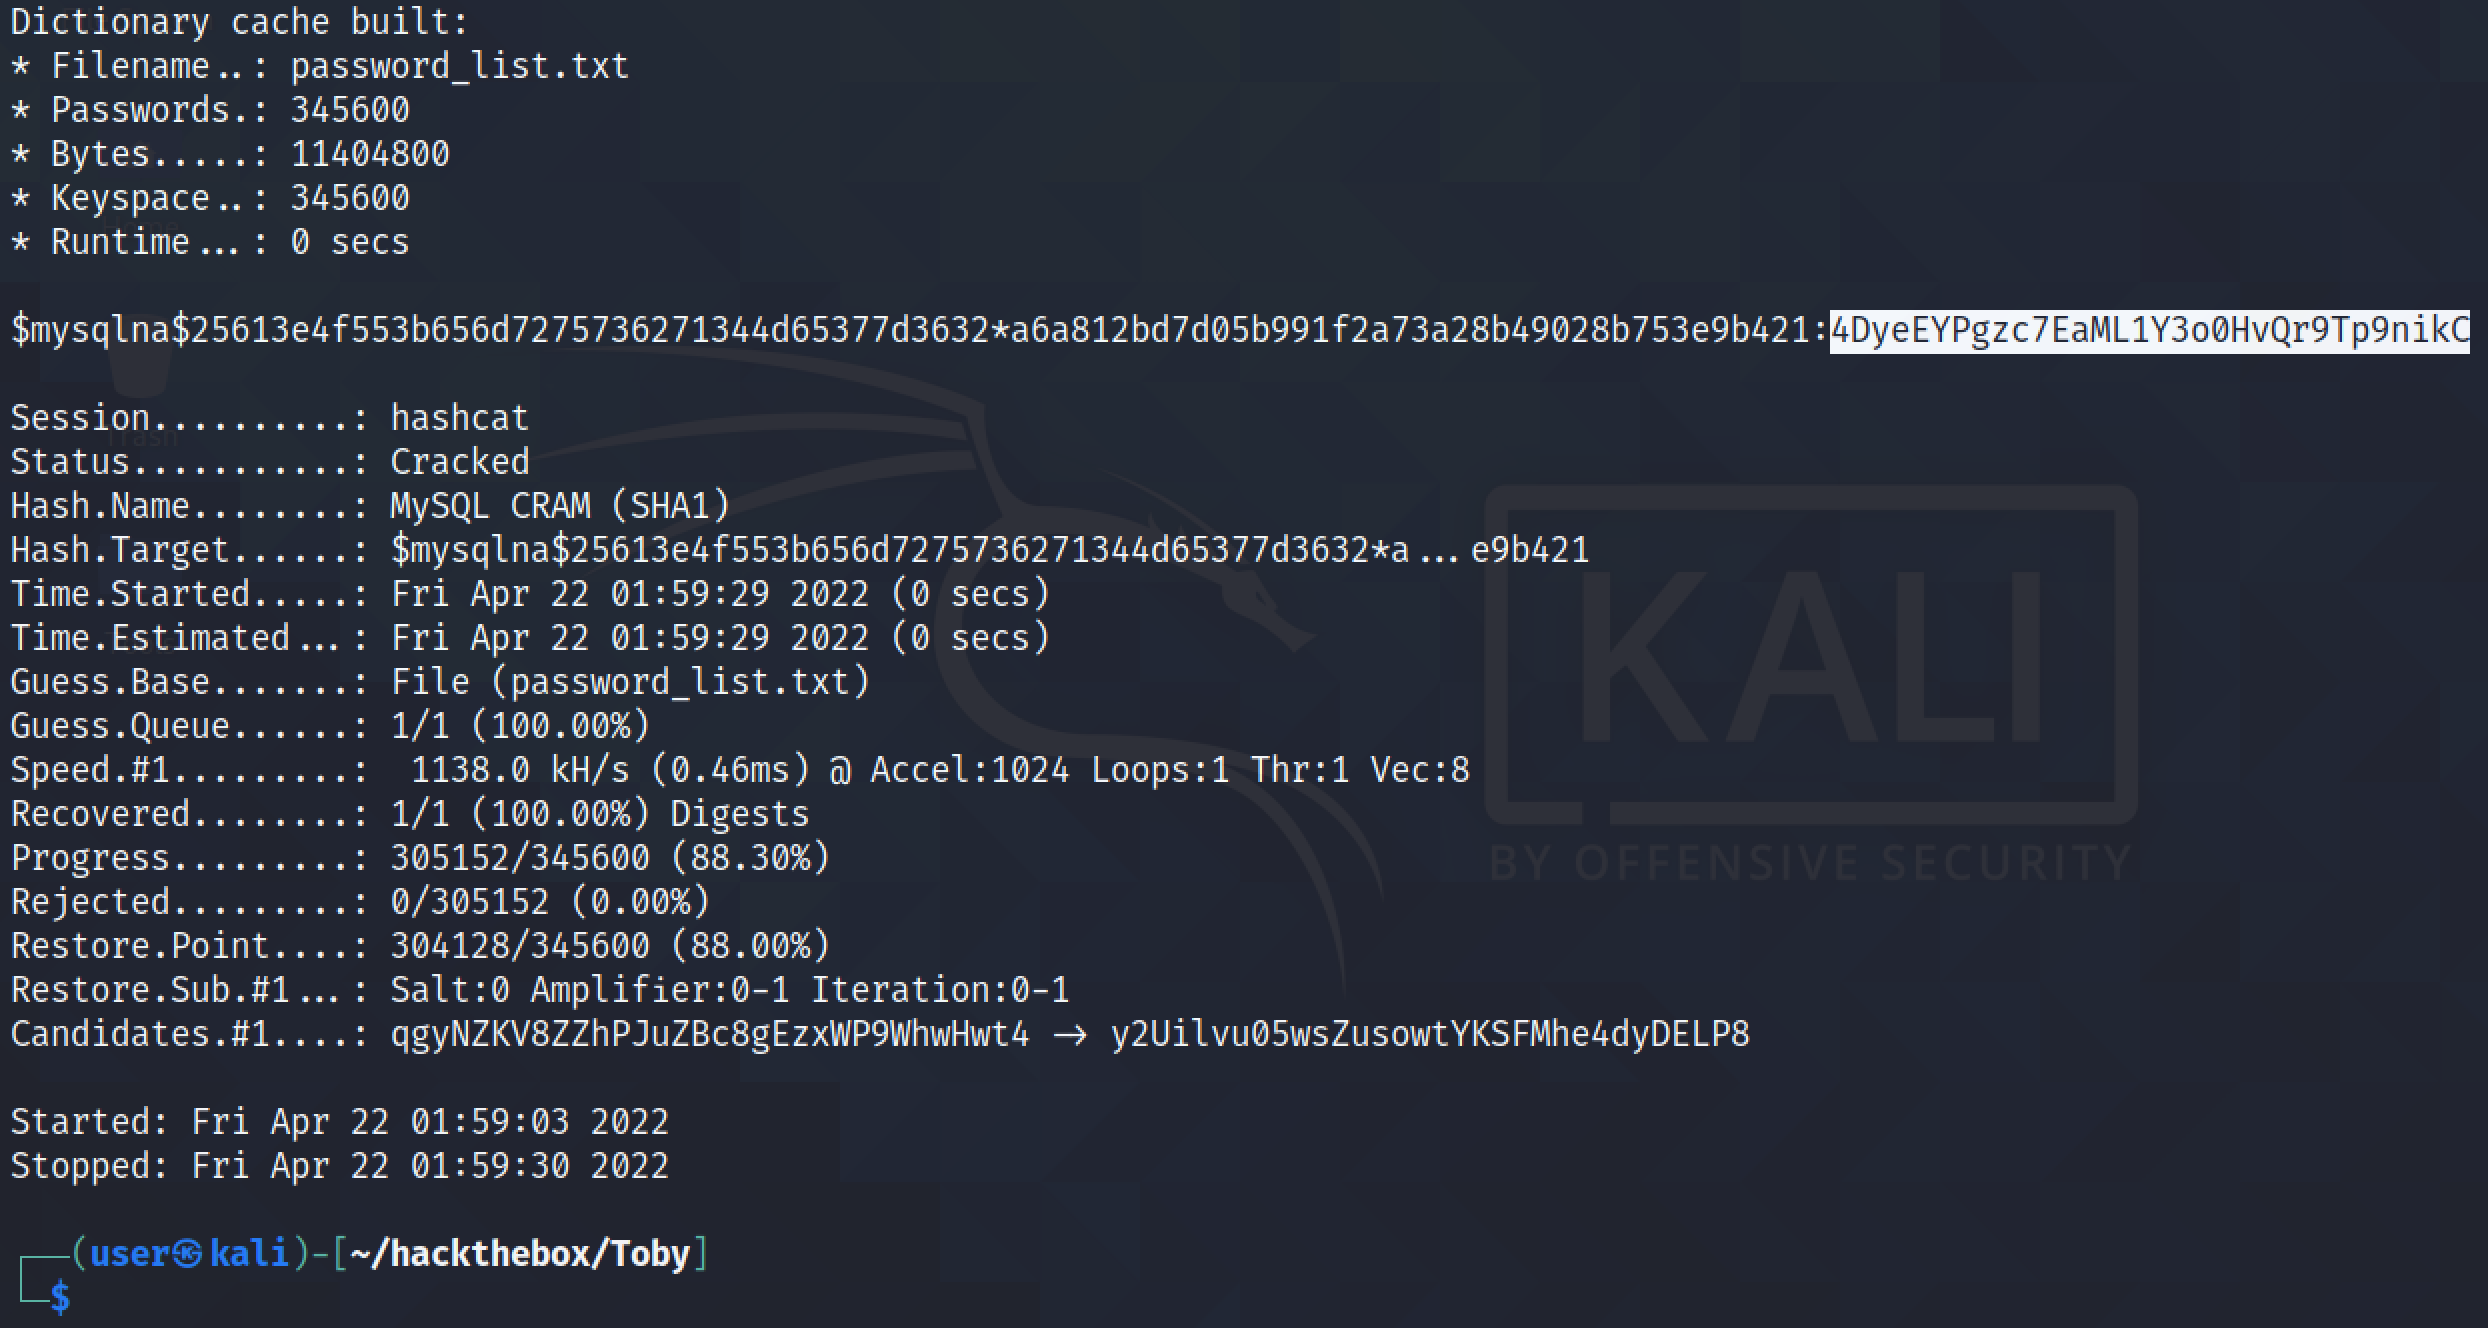 Dictionary cache built:
* Filename..: password_list.txt
* Passwords.: 345600
* Bytes.....: 11404800
* Keyspace..: 345600
* Runtime...: 0 secs
$mysqlna$25613e4f553b656d7275736271344d65377d3632*a6a812bd7d05b991f2a73a28b49028b753e9b421:4DyeEYPgzc7EaML1Y3o0HvQr9Tp9nikC
Session..........: hashcat
Status...........: Cracked
Hash.Name........: MySQL CRAM (SHA1)
Hash.Target......: $mysqlna$25613e4f553b656d7275736271344d65377d3632*a...e9b421
Time.Started.....: Fri Apr 22 01:59:29 2022 (0 secs)
Time.Estimated...: Fri Apr 22 01:59:29 2022 (0 secs)
Guess.Base.......: File (password_list.txt)
Guess.Queue......: 1/1 (100.00%)
Speed.#1.........:  1138.0 kH/s (0.46ms) @ Accel:1024 Loops:1 Thr:1 Vec:8
Recovered........: 1/1 (100.00%) Digests
Progress.........: 305152/345600 (88.30%)
Rejected.........: 0/305152 (0.00%)
Restore.Point....: 304128/345600 (88.00%)
Restore.Sub.#1...: Salt:0 Amplifier:0-1 Iteration:0-1
Candidates.#1....: qgyNZKV8ZZhPJuZBc8gEzxWP9WhwHwt4 -> y2Uilvu05wsZusowtYKSFMhe4dyDELP8
Started: Fri Apr 22 01:59:03 2022
Stopped: Fri Apr 22 01:59:30 2022
(user㉿kali)-[~/hackthebox/Toby]
$
Home
Trash
KALI
BY OFFENSIVE SECURITY